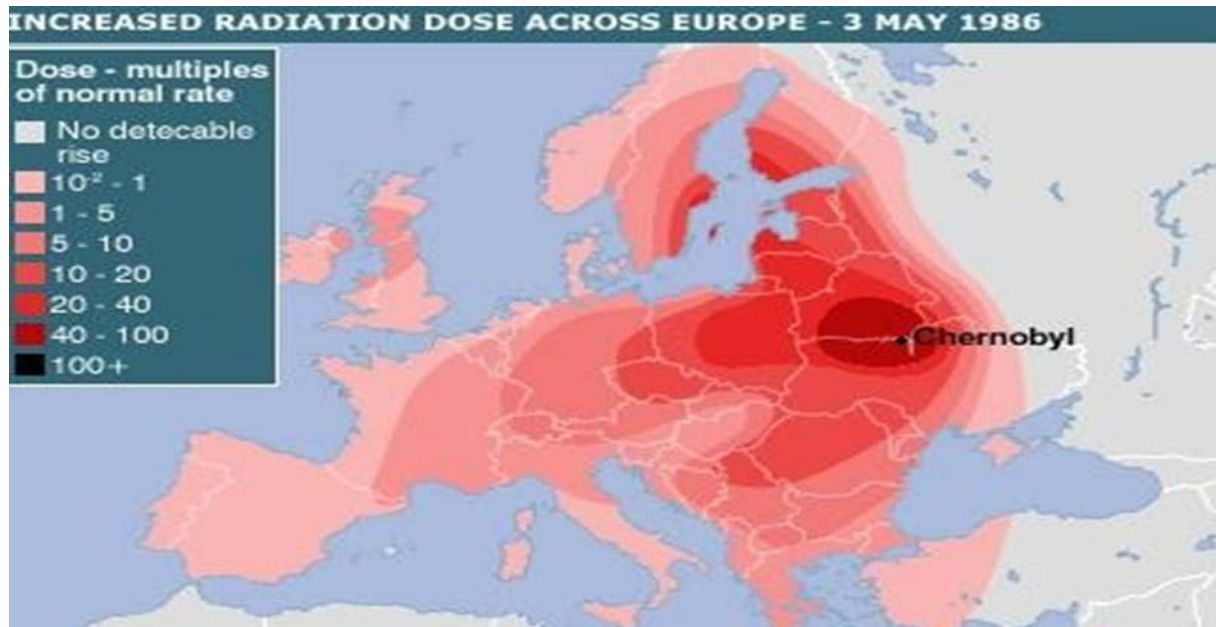 INCREASED RADIATION DOSE ACROSS EUROPE - 3 MAY 1986
Dose - multiples
of normal rate
No detecable
rise
10⁻² - 1
1 - 5
5 - 10
10 - 20
20 - 40
40 - 100
100+
Chernobyl